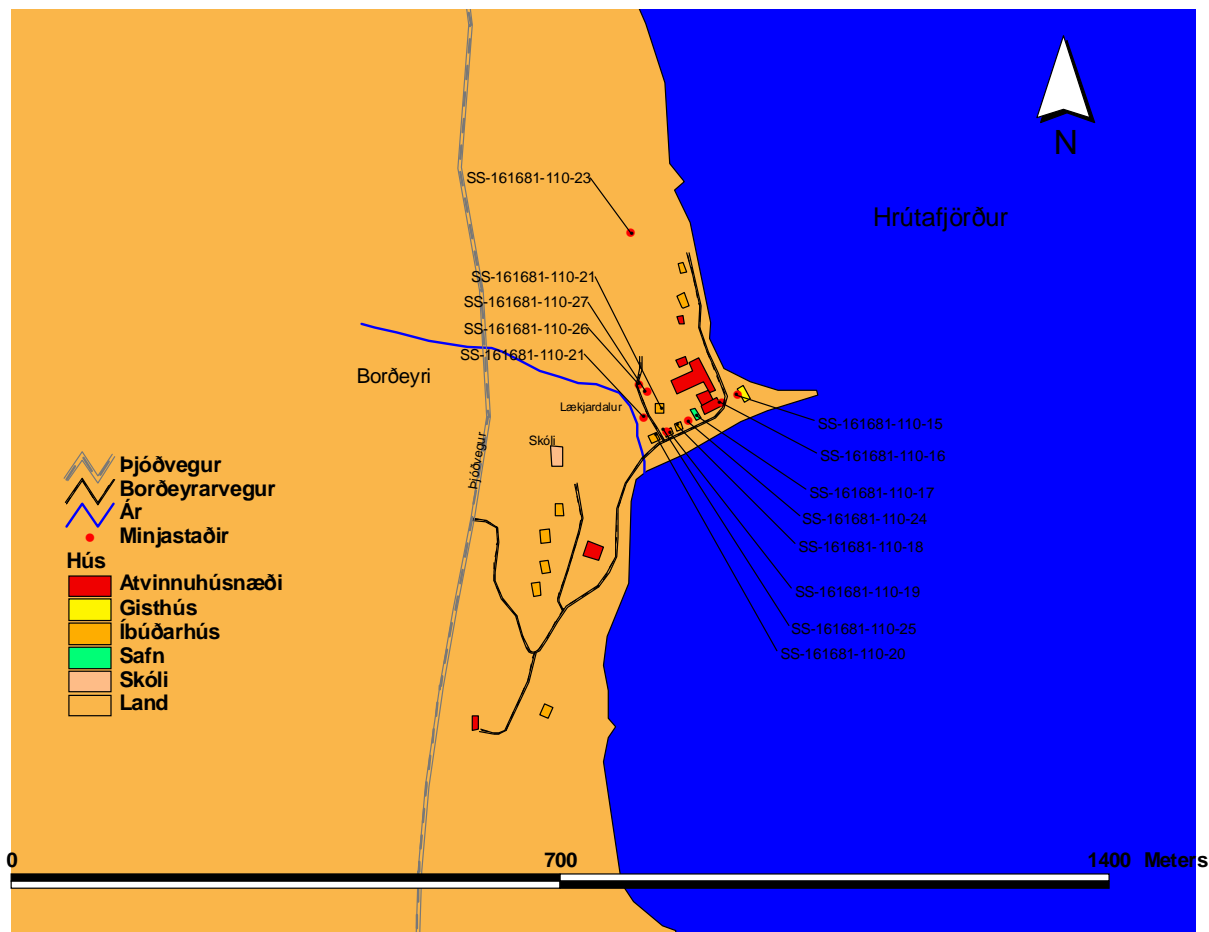 N
Hrútafjörður
SS-161681-110-23
SS-161681-110-21
SS-161681-110-27
SS-161681-110-26
SS-161681-110-21
Borðeyri
Lækjardalur
Skóli
Þjóðvegur
SS-161681-110-15
SS-161681-110-16
SS-161681-110-17
SS-161681-110-24
SS-161681-110-18
SS-161681-110-19
SS-161681-110-25
SS-161681-110-20
Þjóðvegur
Borðeyrarvegur
Ár
Minjastaðir
Hús
Atvinnuhúsnæði
Gisthús
Íbúðarhús
Safn
Skóli
Land
0 700 1400 Meters